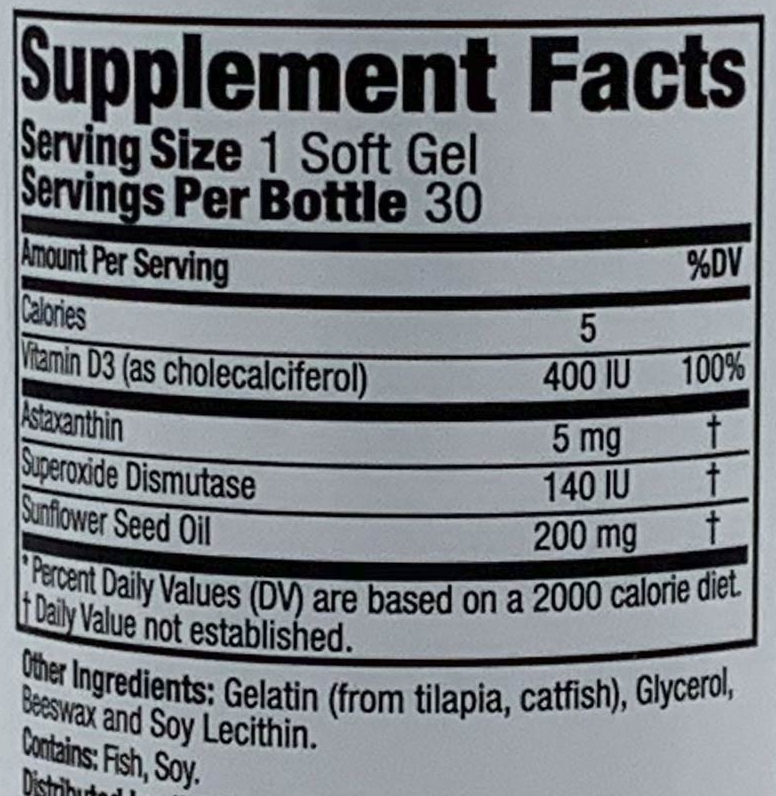 Supplement Facts
Serving Size 1 Soft Gel
Servings Per Bottle 30
Amount Per Serving %DV
Calories 5
Vitamin D3 (as cholecalciferol) 400 IU 100%
Astaxanthin 5 mg †
Superoxide Dismutase 140 IU †
Sunflower Seed Oil 200 mg †
* Percent Daily Values (DV) are based on a 2000 calorie diet.
† Daily Value not established.
Other Ingredients: Gelatin (from tilapia, catfish), Glycerol,
Beeswax and Soy Lecithin.
Contains: Fish, Soy.